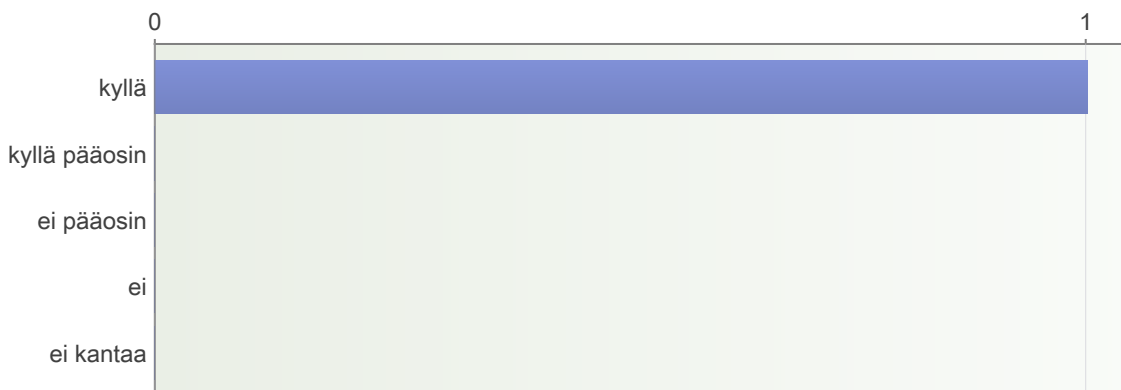 0 1
kyllä
kyllä pääosin
ei pääosin
ei
ei kantaa